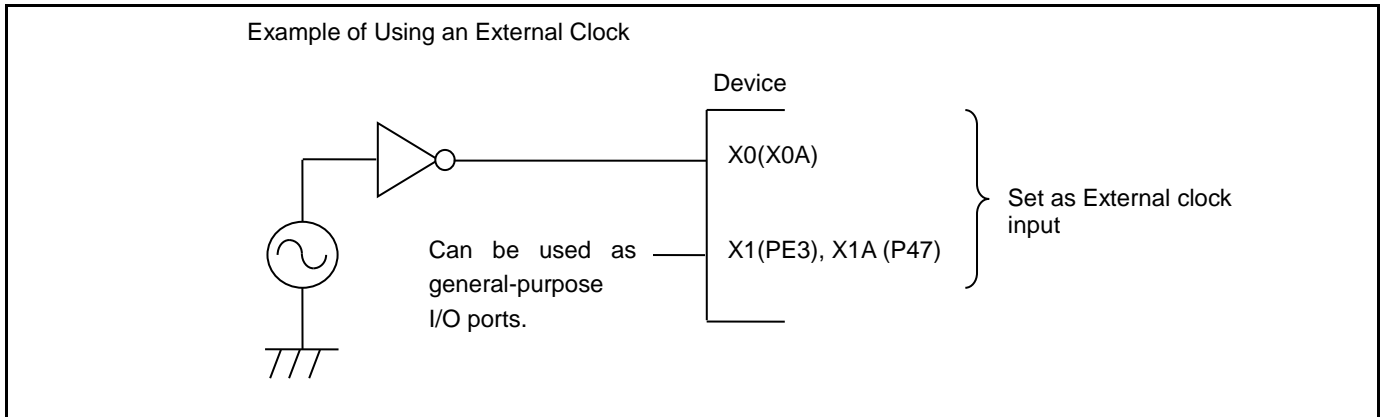 Example of Using an External Clock
Device
X0(X0A)
Set as External clock
input
Can be used as
general-purpose
I/O ports.
X1(PE3), X1A (P47)